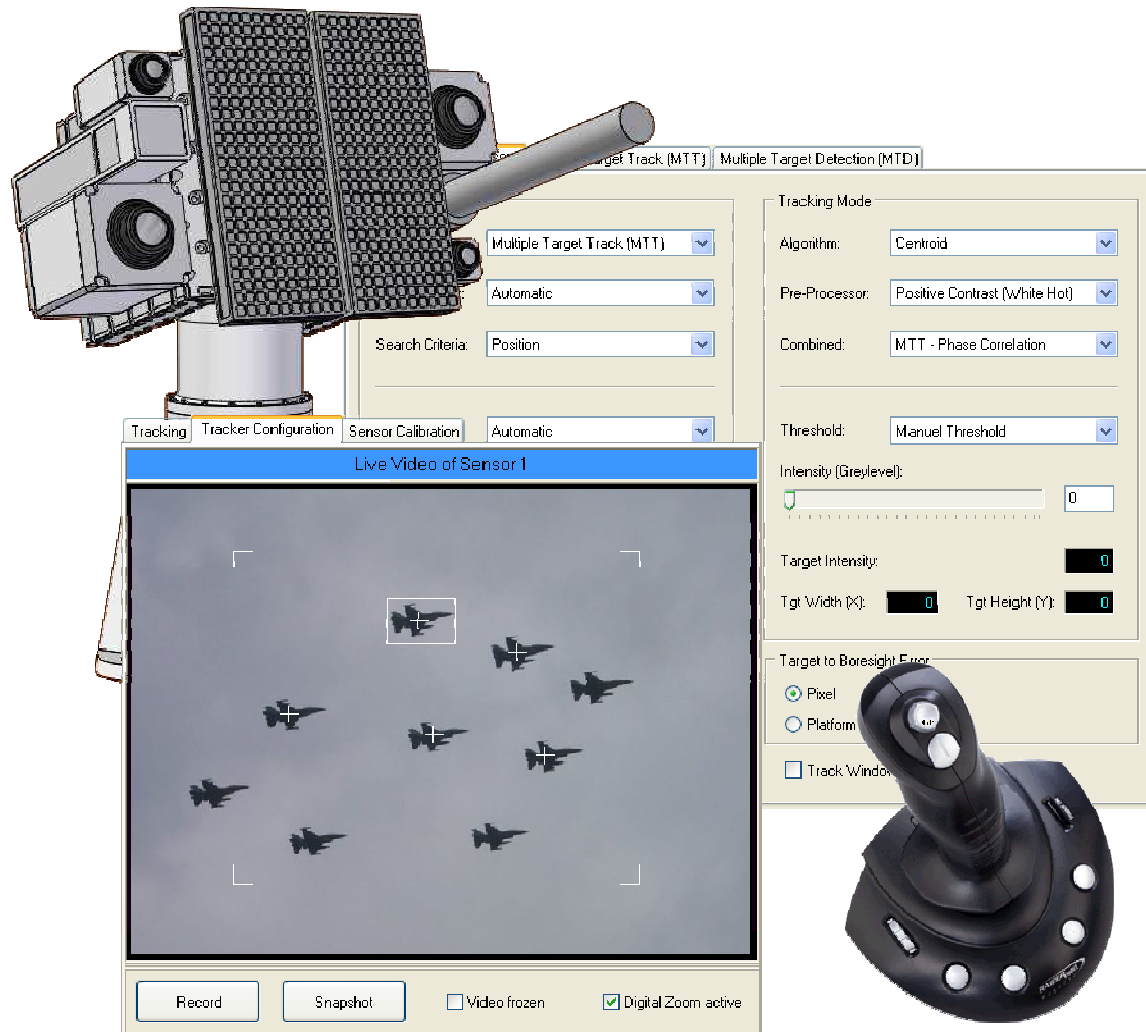 Target Track (MTT)
Multiple Target Detection (MTD)
Tracking Mode
Multiple Target Track (MTT)
Algorithm:
Centroid
Automatic
Pre-Processor:
Positive Contrast (White Hot)
Search Criteria:
Position
Combined:
MTT - Phase Correlation
Tracking
Tracker Configuration
Sensor Calibration
Automatic
Threshold:
Manuel Threshold
Live Video of Sensor 1
Intensity (Greylevel):
0
Target Intensity:
0
Tgt Width (X):
0
Tgt Height (Y):
0
Target to Boresight Error
Pixel
Platform
Track Window
Record
Snapshot
Video frozen
Digital Zoom active